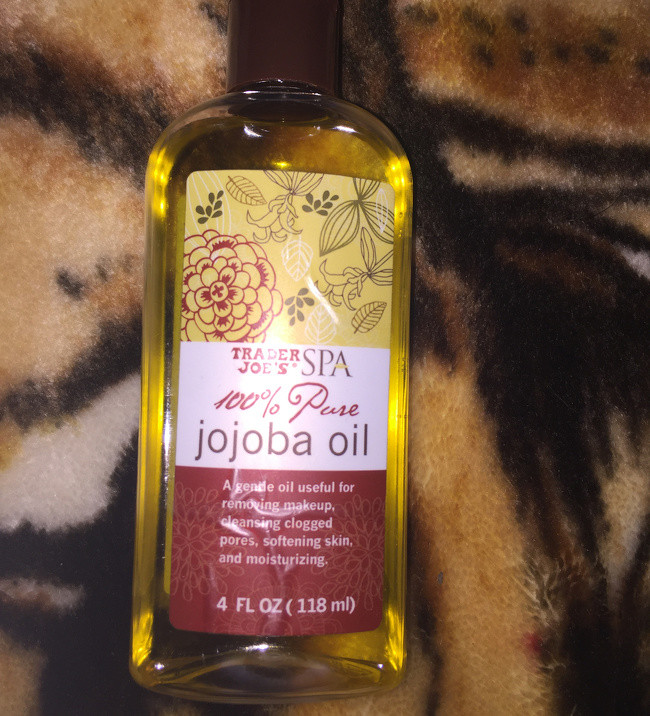 TRADER JOE'S® SPA
100% Pure
jojoba oil
A gentle oil useful for
removing makeup,
cleansing clogged
pores, softening skin,
and moisturizing.
4 FL OZ (118 ml)